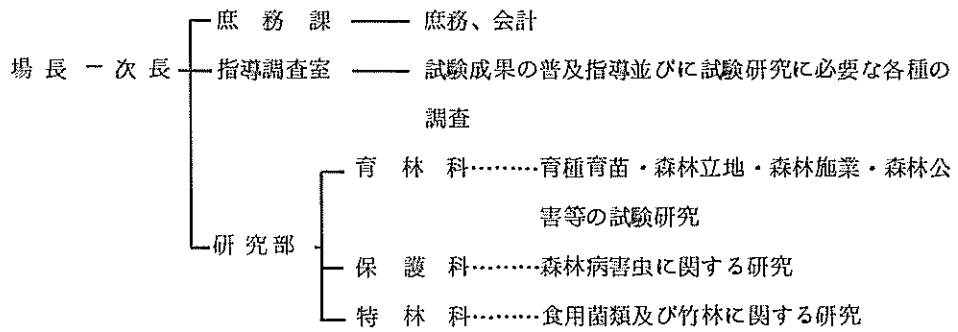 庶務課 庶務、会計
場長 次長 指導調査室 試験成果の普及指導並びに試験研究に必要な各種の
調査
育林科………育種育苗・森林立地・森林施業・森林公
害等の試験研究
研究部
保護科………森林病害虫に関する研究
特林科………食用菌類及び竹林に関する研究